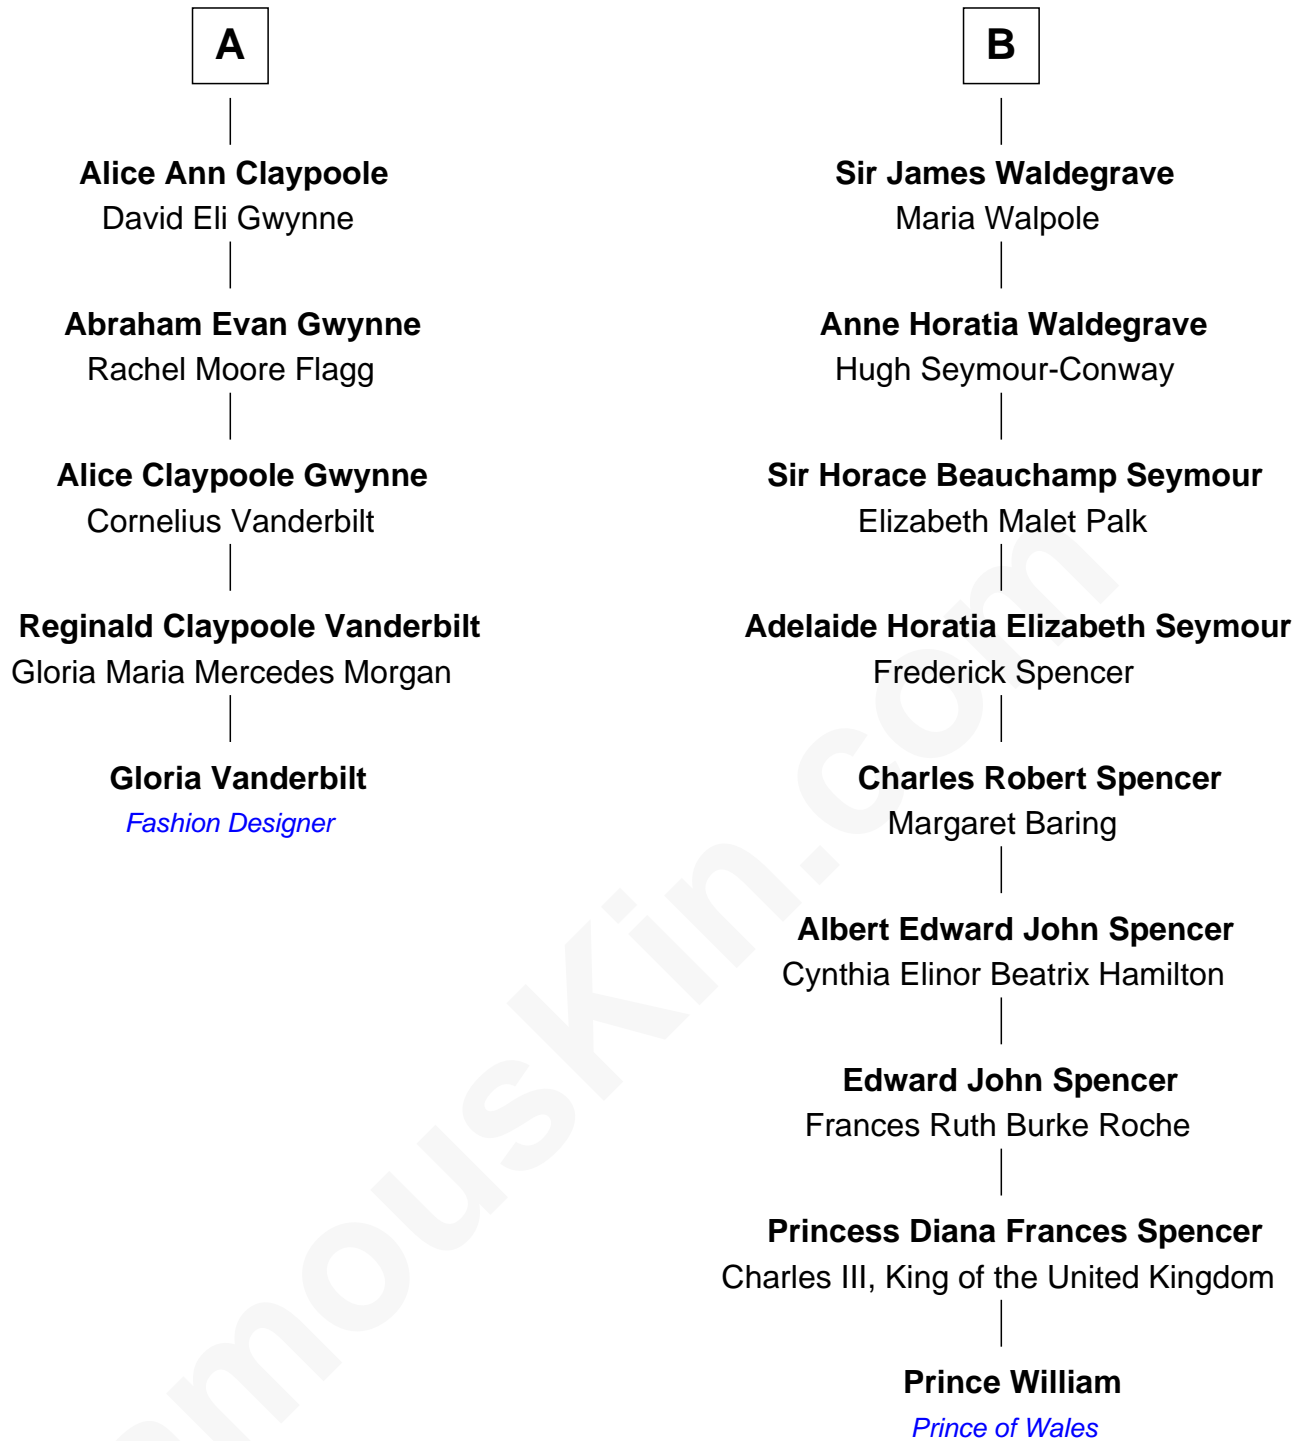 A
Alice Ann Claypoole
David Eli Gwynne
Abraham Evan Gwynne
Rachel Moore Flagg
Alice Claypoole Gwynne
Cornelius Vanderbilt
Reginald Claypoole Vanderbilt
Gloria Maria Mercedes Morgan
Gloria Vanderbilt
Fashion Designer
B
Sir James Waldegrave
Maria Walpole
Anne Horatia Waldegrave
Hugh Seymour-Conway
Sir Horace Beauchamp Seymour
Elizabeth Malet Palk
Adelaide Horatia Elizabeth Seymour
Frederick Spencer
Charles Robert Spencer
Margaret Baring
Albert Edward John Spencer
Cynthia Elinor Beatrix Hamilton
Edward John Spencer
Frances Ruth Burke Roche
Princess Diana Frances Spencer
Charles III, King of the United Kingdom
Prince William
Prince of Wales
amousKin.com